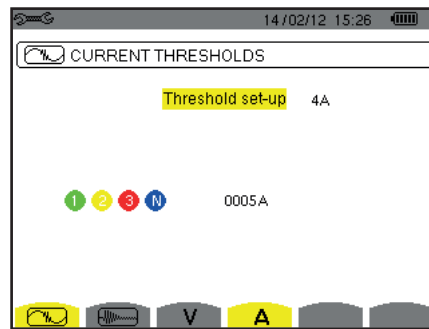 14/02/12 15:26
CURRENT THRESHOLDS
Threshold set-up 4A
1 2 3 N 0005A
V A